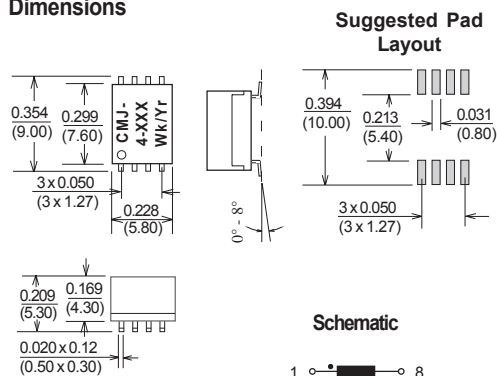 Dimensions
Suggested Pad
Layout
0.354
(9.00)
0.299
(7.60)
CMJ-
4-XXX
Wk/Yr
3 x 0.050
(3 x 1.27)
0.228
(5.80)
0° - 8°
0.394
(10.00)
0.213
(5.40)
0.031
(0.80)
3 x 0.050
(3 x 1.27)
0.209
(5.30)
0.169
(4.30)
0.020 x 0.12
(0.50 x 0.30)
Schematic
1 8